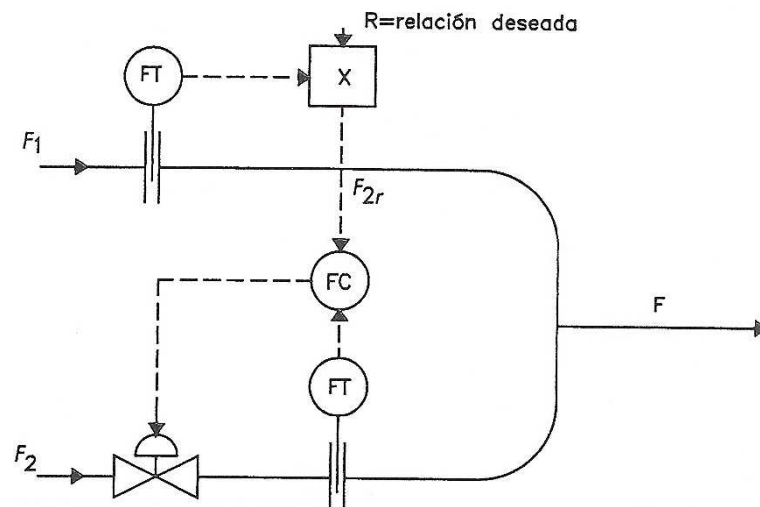 R=relación deseada
FT
X
F1
F2r
FC
F
FT
F2